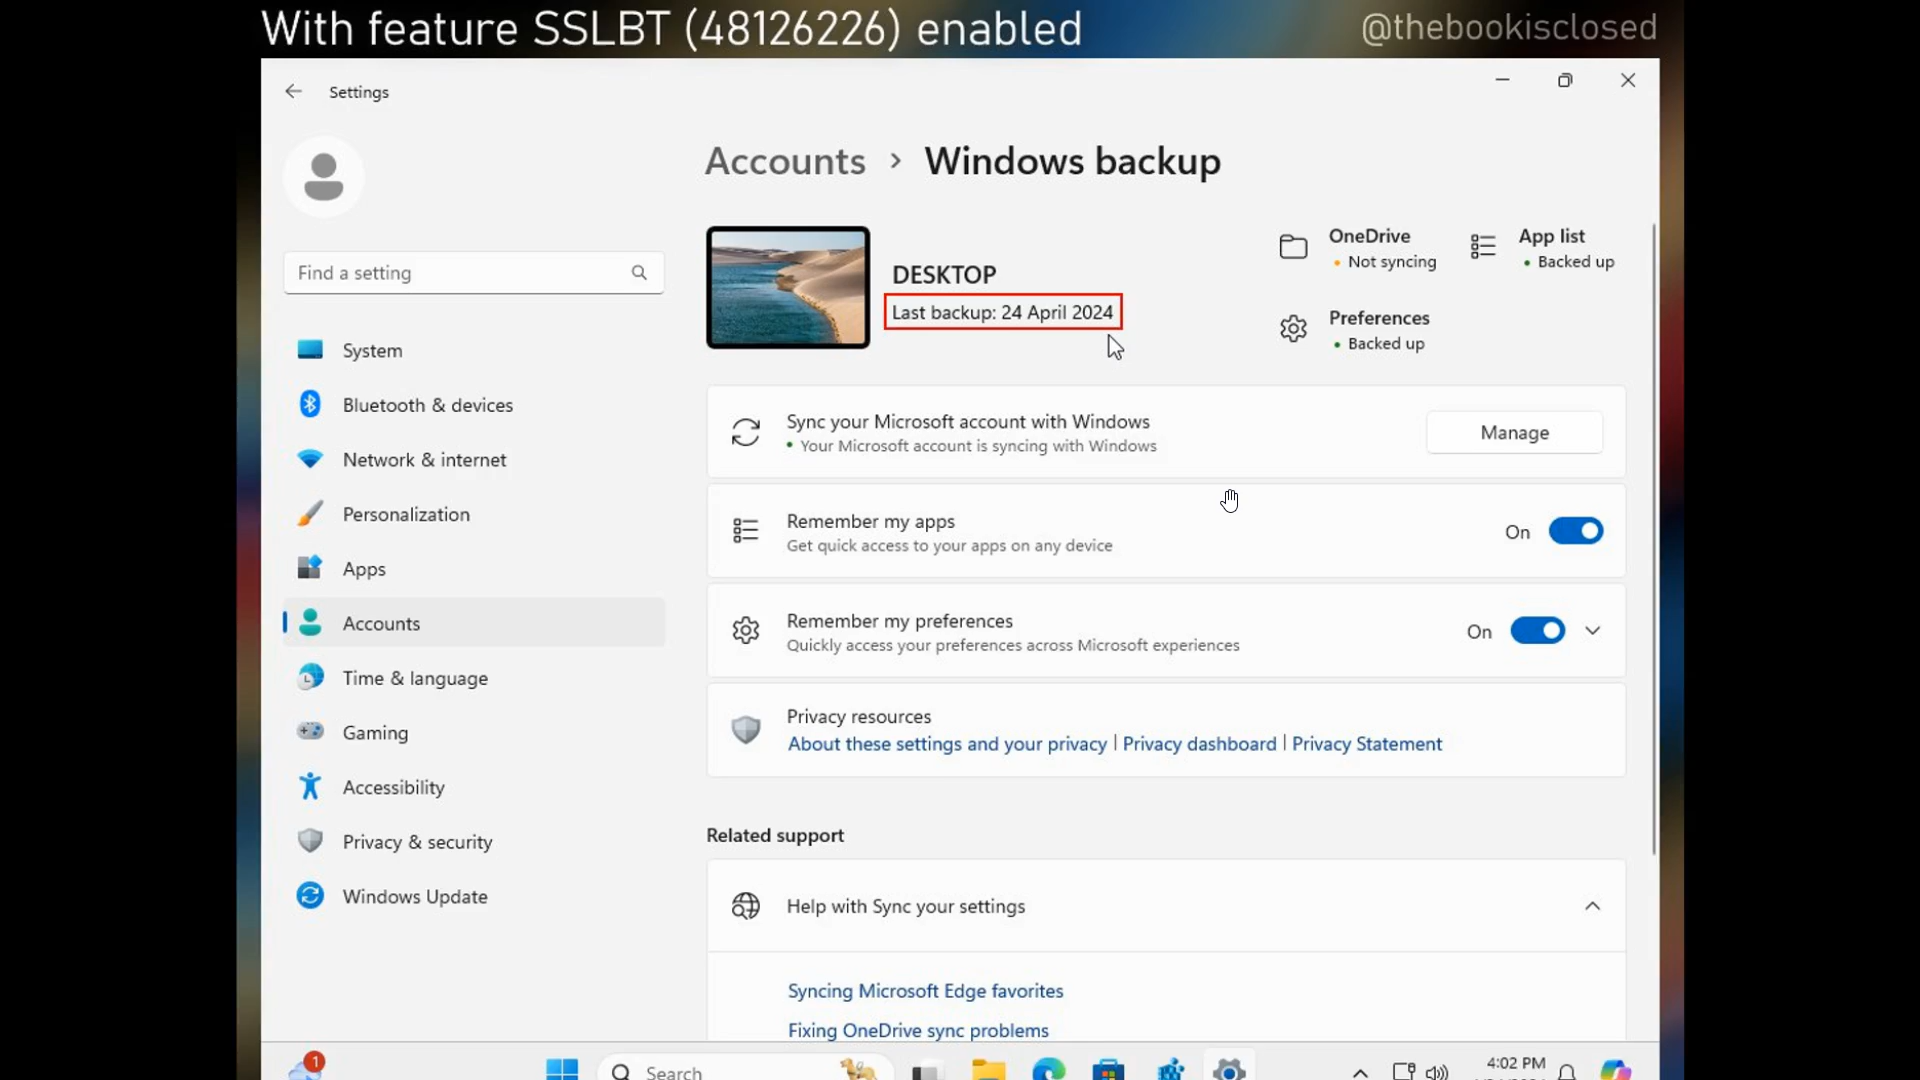 With feature SSLBT (48126226) enabled
@thebookisclosed
Settings
Accounts > Windows backup
DESKTOP
Last backup: 24 April 2024
OneDrive
• Not syncing
App list
• Backed up
Preferences
• Backed up
Find a setting
System
Bluetooth & devices
Network & internet
Personalization
Apps
Accounts
Time & language
Gaming
Accessibility
Privacy & security
Windows Update
Sync your Microsoft account with Windows
• Your Microsoft account is syncing with Windows
Manage
Remember my apps
Get quick access to your apps on any device
On
Remember my preferences
Quickly access your preferences across Microsoft experiences
On
Privacy resources
About these settings and your privacy | Privacy dashboard | Privacy Statement
Related support
Help with Sync your settings
Syncing Microsoft Edge favorites
Fixing OneDrive sync problems
1
Search
4:02 PM